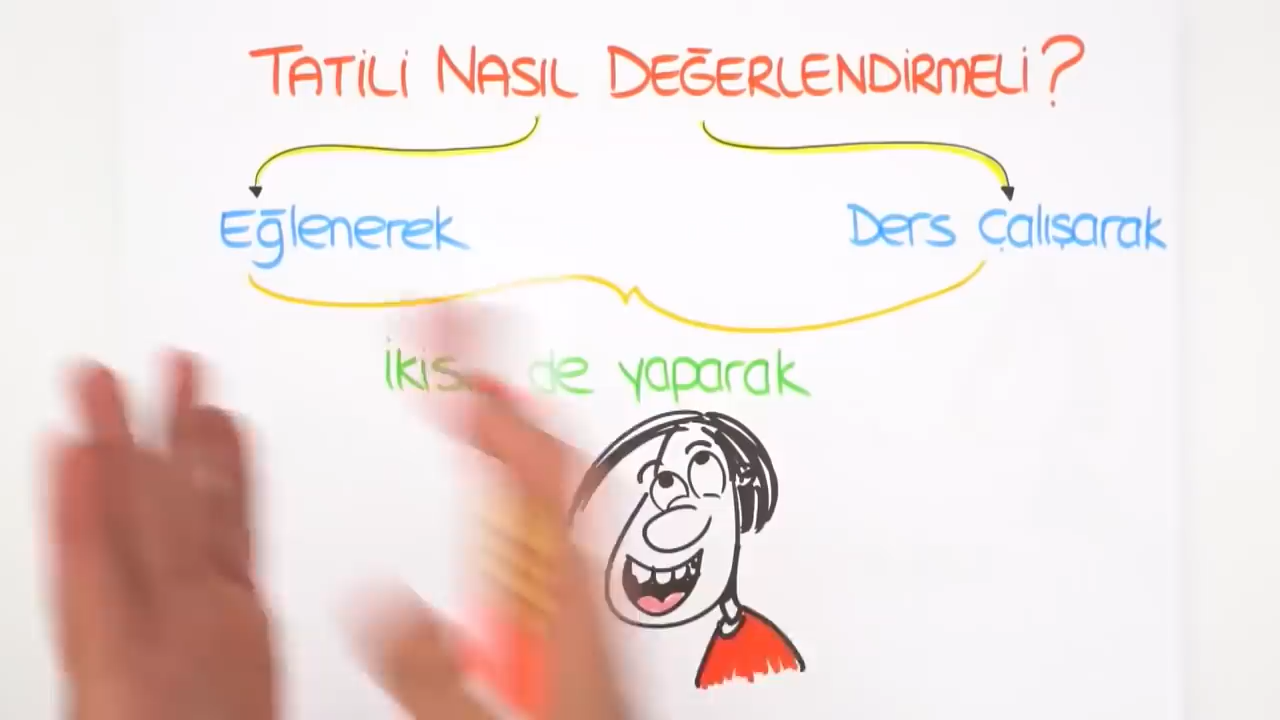 TATİLİ NASIL DEĞERLENDİRMELİ?
Eğlenerek Ders Çalışarak
de yaparak